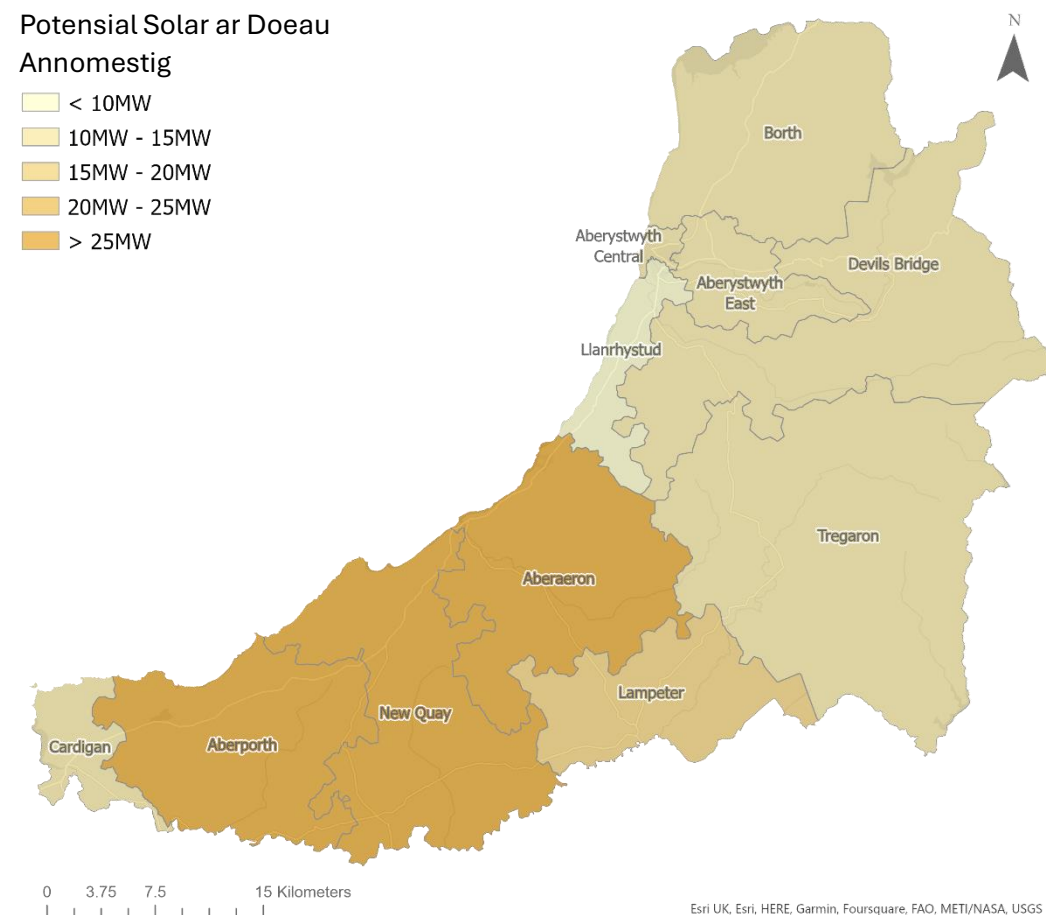 Potensial Solar ar Doeau
Annomestig
< 10MW
10MW - 15MW
15MW - 20MW
20MW - 25MW
> 25MW
N
Borth
Aberystwyth
Central
Devils Bridge
Aberystwyth
East
Llanrhystud
Tregaron
Aberaeron
Lampeter
New Quay
Aberporth
Cardigan
0 3.75 7.5 15 Kilometers
Esri UK, Esri, HERE, Garmin, Foursquare, FAO, METI/NASA, USGS